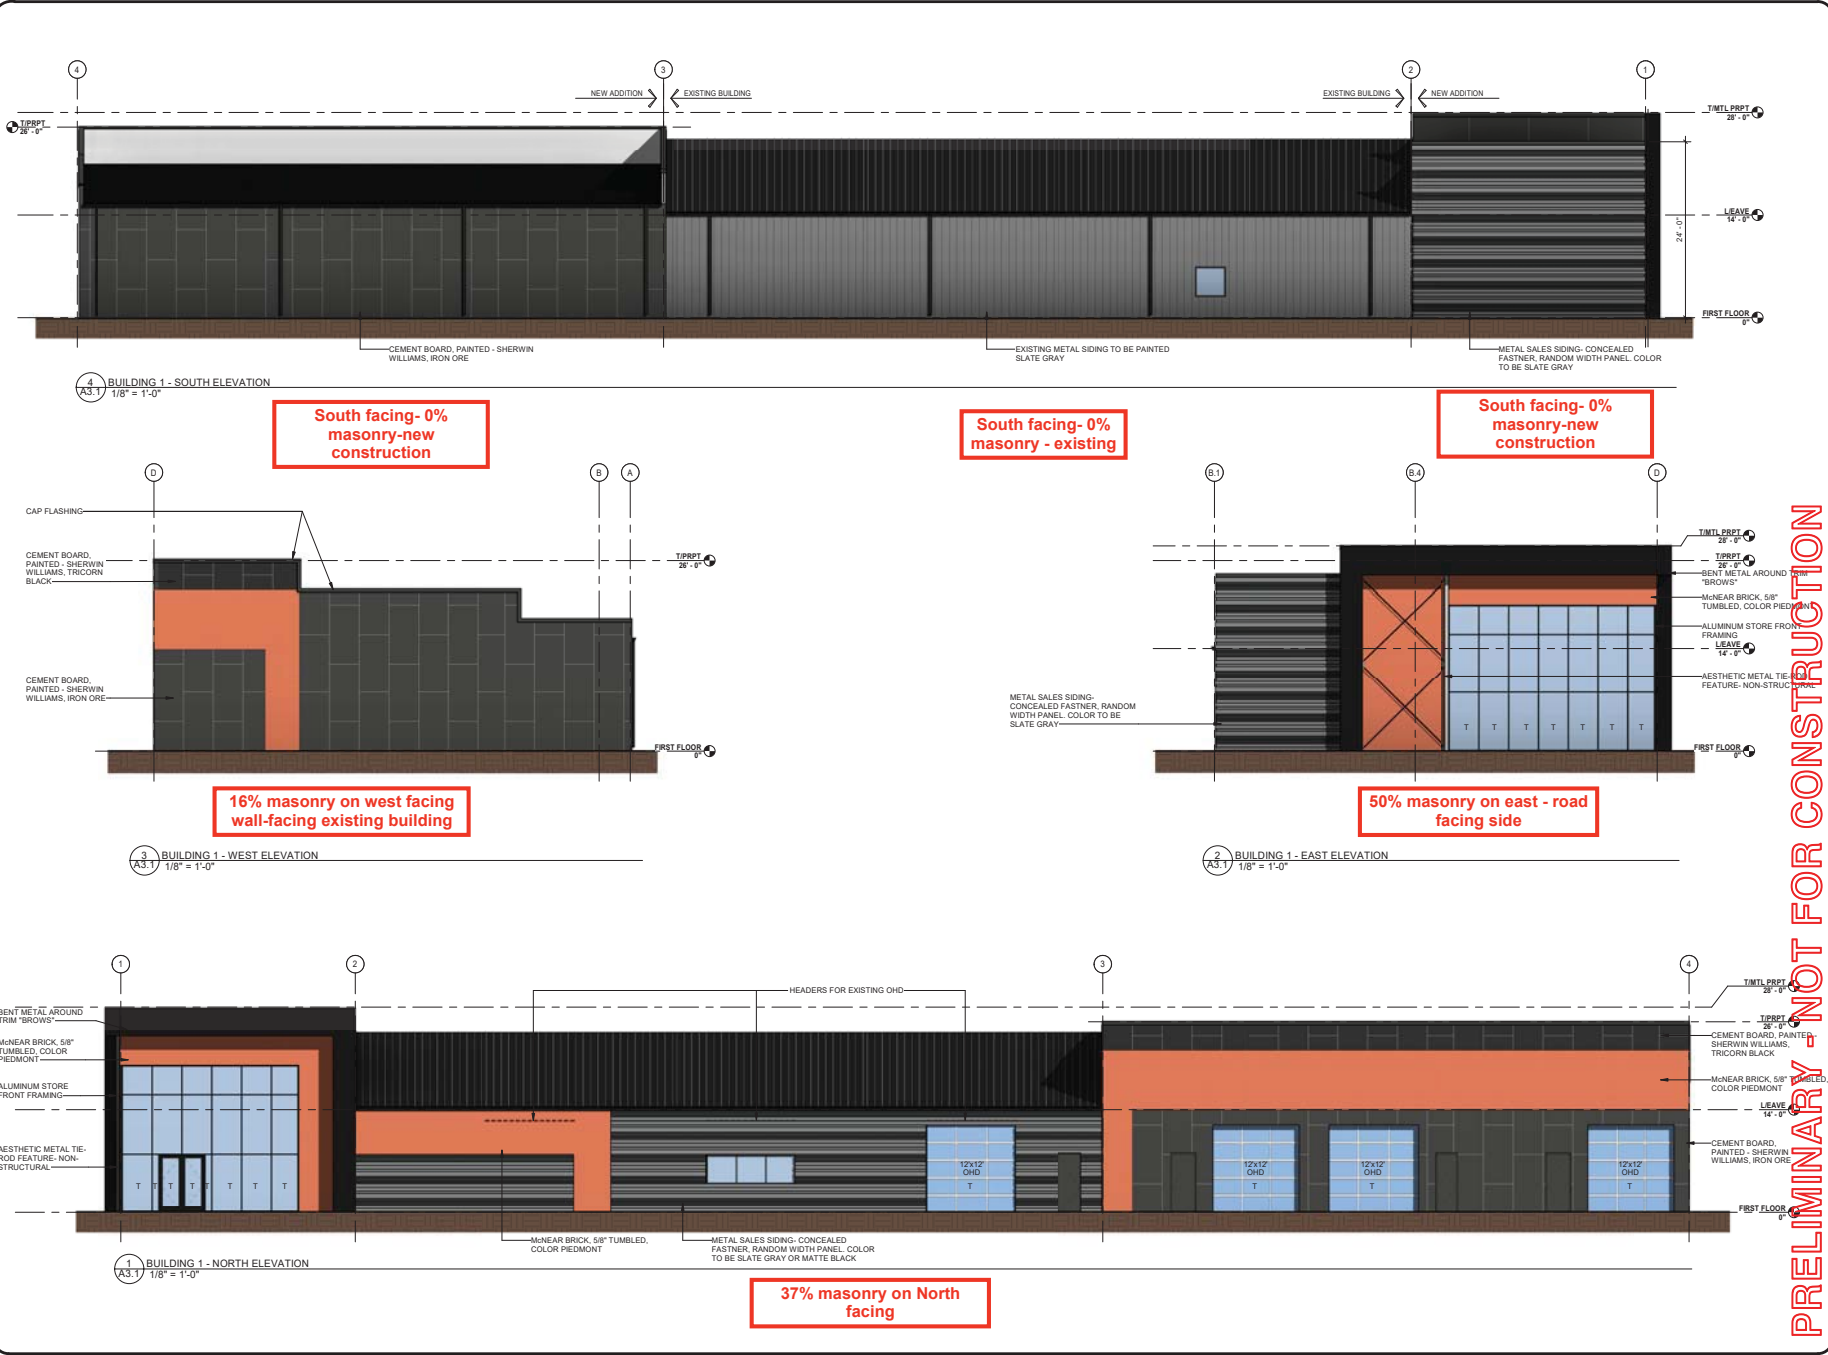 4
3
2
1
NEW ADDITION
EXISTING BUILDING
EXISTING BUILDING
NEW ADDITION
T/PRPT
26' - 0"
T/MTL PRPT
28' - 0"
L/EAVE
14' - 0"
24' - 0"
FIRST FLOOR
0"
CEMENT BOARD, PAINTED - SHERWIN
WILLIAMS, IRON ORE
EXISTING METAL SIDING TO BE PAINTED
SLATE GRAY
METAL SALES SIDING- CONCEALED
FASTNER, RANDOM WIDTH PANEL. COLOR
TO BE SLATE GRAY
4
A3.1
BUILDING 1 - SOUTH ELEVATION
1/8" = 1'-0"
South facing- 0%
masonry-new
construction
South facing- 0%
masonry - existing
South facing- 0%
masonry-new
construction
D
B
A
CAP FLASHING
CEMENT BOARD,
PAINTED - SHERWIN
WILLIAMS, TRICORN
BLACK
CEMENT BOARD,
PAINTED - SHERWIN
WILLIAMS, IRON ORE
T/PRPT
26' - 0"
FIRST FLOOR
0"
16% masonry on west facing
wall-facing existing building
3
A3.1
BUILDING 1 - WEST ELEVATION
1/8" = 1'-0"
B.1
B.4
D
T/MTL PRPT
28' - 0"
T/PRPT
26' - 0"
BENT METAL AROUND TRIM
"BROWS"
McNEAR BRICK, 5/8"
TUMBLED, COLOR PIEDMONT
ALUMINUM STORE FRONT
FRAMING
L/EAVE
14' - 0"
AESTHETIC METAL TIE-ROD
FEATURE- NON-STRUCTURAL
METAL SALES SIDING-
CONCEALED FASTNER, RANDOM
WIDTH PANEL. COLOR TO BE
SLATE GRAY
T T T T T T T
FIRST FLOOR
0"
50% masonry on east - road
facing side
2
A3.1
BUILDING 1 - EAST ELEVATION
1/8" = 1'-0"
1
2
3
4
HEADERS FOR EXISTING OHD
T/MTL PRPT
28' - 0"
T/PRPT
26' - 0"
BENT METAL AROUND
TRIM "BROWS"
McNEAR BRICK, 5/8"
TUMBLED, COLOR
PIEDMONT
ALUMINUM STORE
FRONT FRAMING
AESTHETIC METAL TIE-
ROD FEATURE- NON-
STRUCTURAL
CEMENT BOARD, PAINTED -
SHERWIN WILLIAMS,
TRICORN BLACK
McNEAR BRICK, 5/8" TUMBLED,
COLOR PIEDMONT
L/EAVE
14' - 0"
CEMENT BOARD,
PAINTED - SHERWIN
WILLIAMS, IRON ORE
T T T T T T T T
12'x12'
OHD
T
12'x12'
OHD
T
12'x12'
OHD
T
12'x12'
OHD
T
FIRST FLOOR
0"
McNEAR BRICK, 5/8" TUMBLED,
COLOR PIEDMONT
METAL SALES SIDING- CONCEALED
FASTNER, RANDOM WIDTH PANEL. COLOR
TO BE SLATE GRAY OR MATTE BLACK
1
A3.1
BUILDING 1 - NORTH ELEVATION
1/8" = 1'-0"
37% masonry on North
facing
PRELIMINARY - NOT FOR CONSTRUCTION